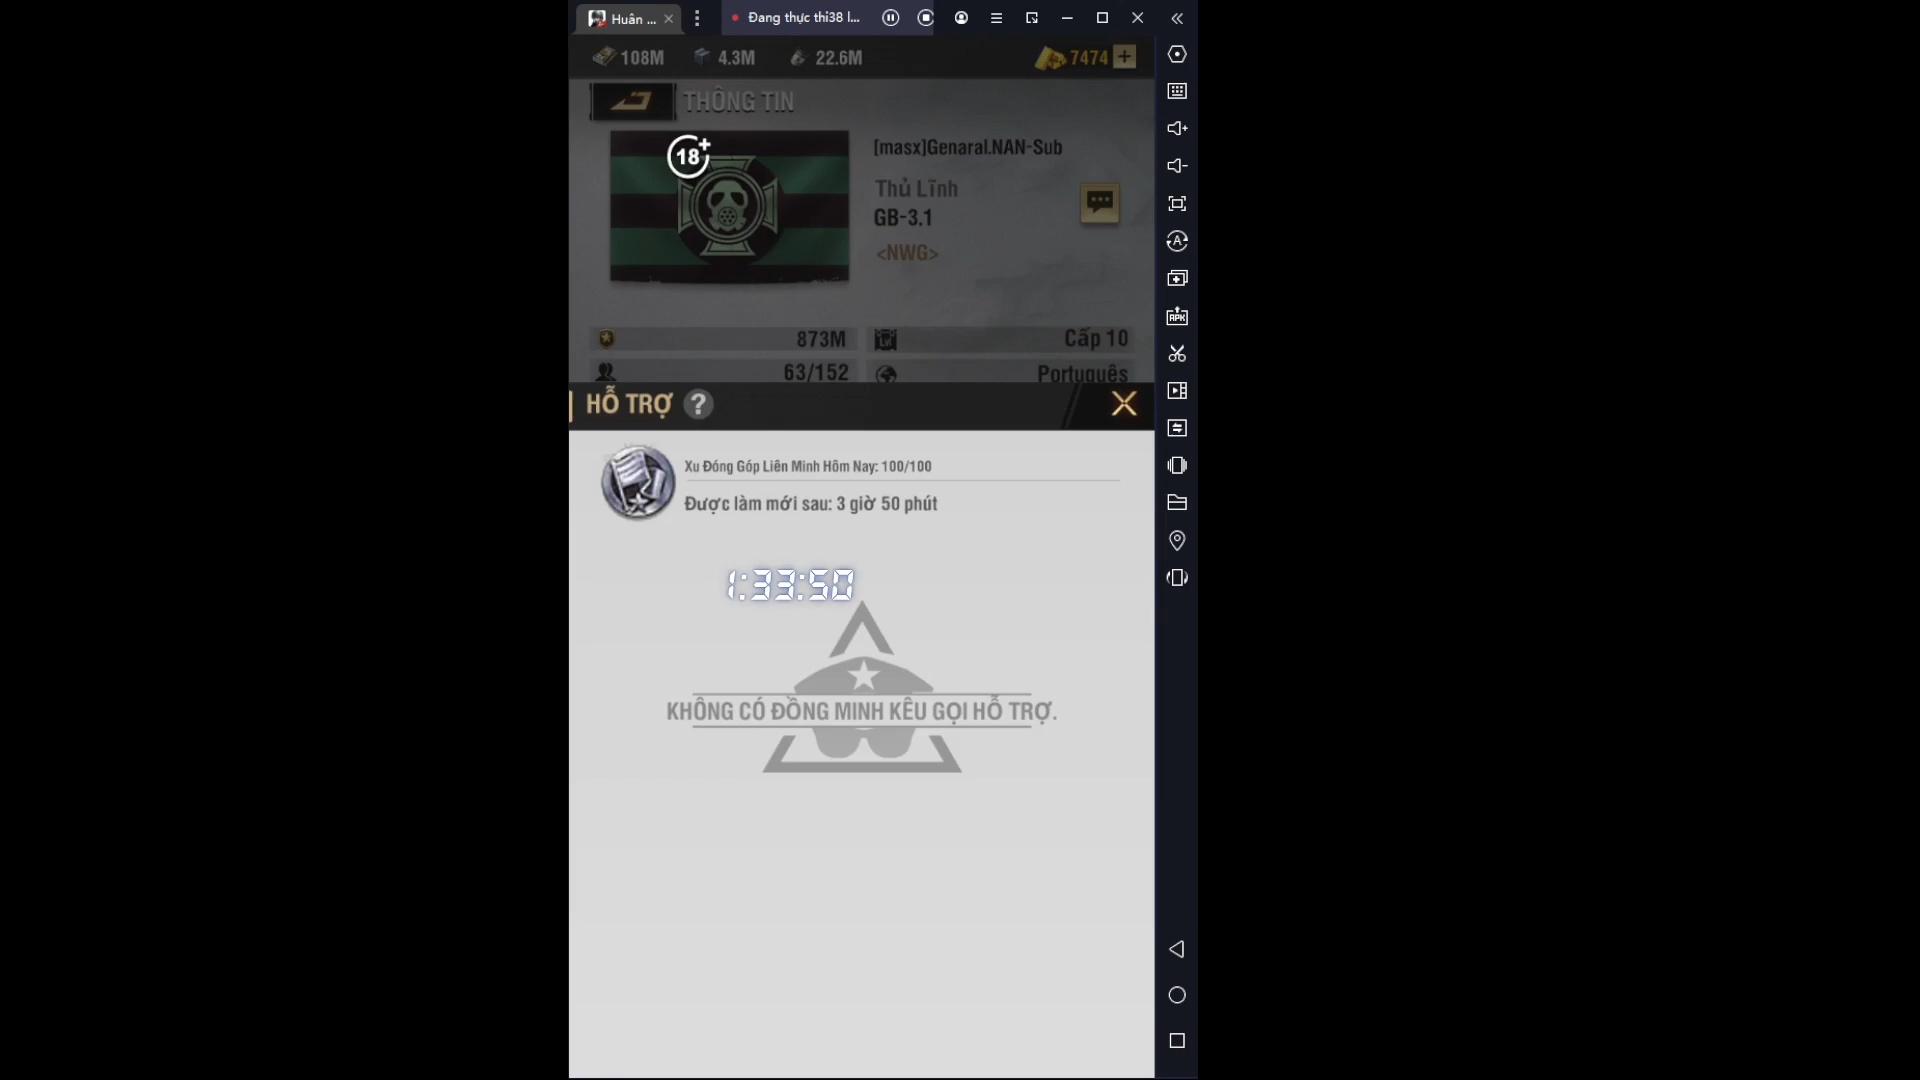 Huân ...
Đang thực thi38 l...
108M
4.3M
22.6M
7474
THÔNG TIN
18+
[masx]Genaral.NAN-Sub
Thủ Lĩnh
GB-3.1
<NWG>
873M
Lvl
Cấp 10
63/152
Português
HỖ TRỢ ?
Xu Đóng Góp Liên Minh Hôm Nay: 100/100
Được làm mới sau: 3 giờ 50 phút
1:33:50
KHÔNG CÓ ĐỒNG MINH KÊU GỌI HỖ TRỢ.
A
APK